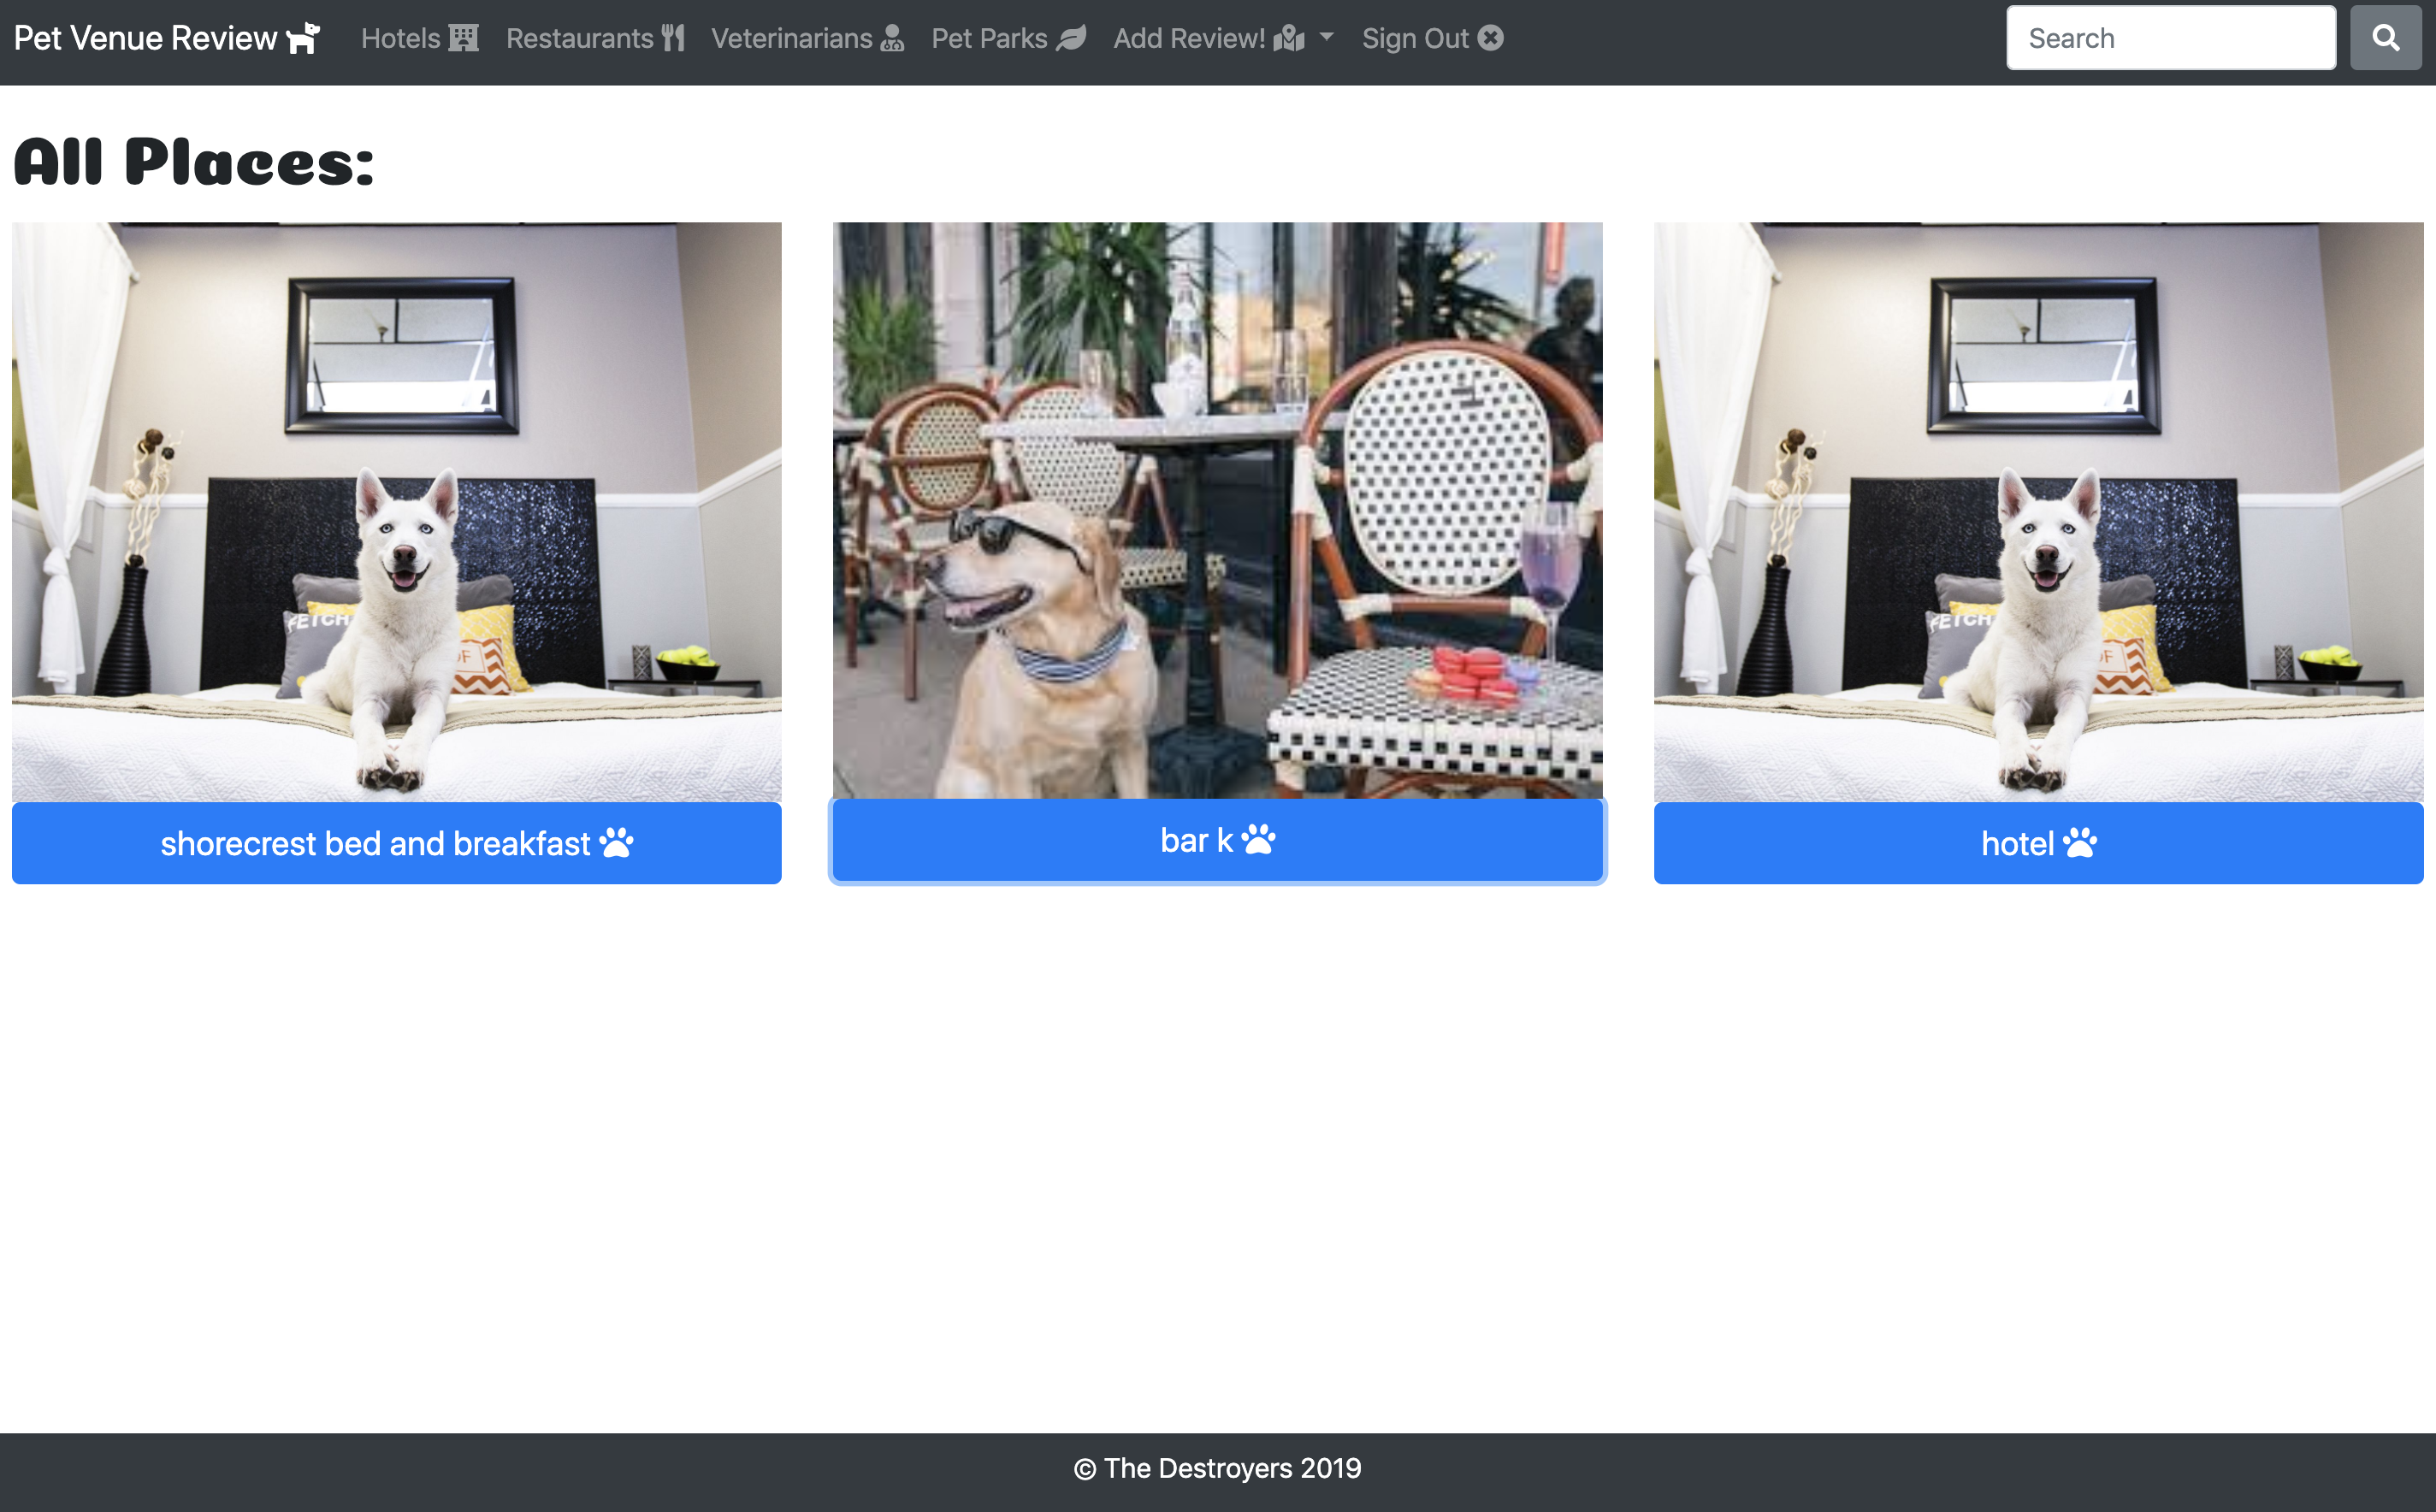 Pet Venue Review Hotels Restaurants Veterinarians Pet Parks Add Review! Sign Out Search
All Places:
FETCH
FETCH
shorecrest bed and breakfast
bar k
hotel
© The Destroyers 2019